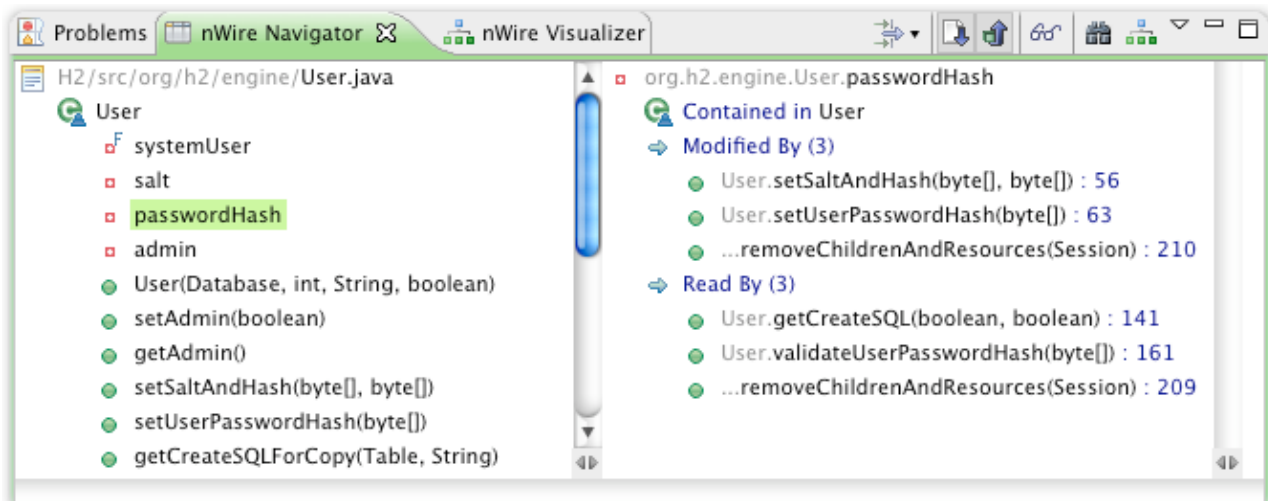 Problems nWire Navigator nWire Visualizer
H2/src/org/h2/engine/User.java
User
F systemUser
salt
passwordHash
admin
User(Database, int, String, boolean)
setAdmin(boolean)
getAdmin()
setSaltAndHash(byte[], byte[])
setUserPasswordHash(byte[])
getCreateSQLForCopy(Table, String)
org.h2.engine.User.passwordHash
Contained in User
Modified By (3)
User.setSaltAndHash(byte[], byte[]) : 56
User.setUserPasswordHash(byte[]) : 63
...removeChildrenAndResources(Session) : 210
Read By (3)
User.getCreateSQL(boolean, boolean) : 141
User.validateUserPasswordHash(byte[]) : 161
...removeChildrenAndResources(Session) : 209